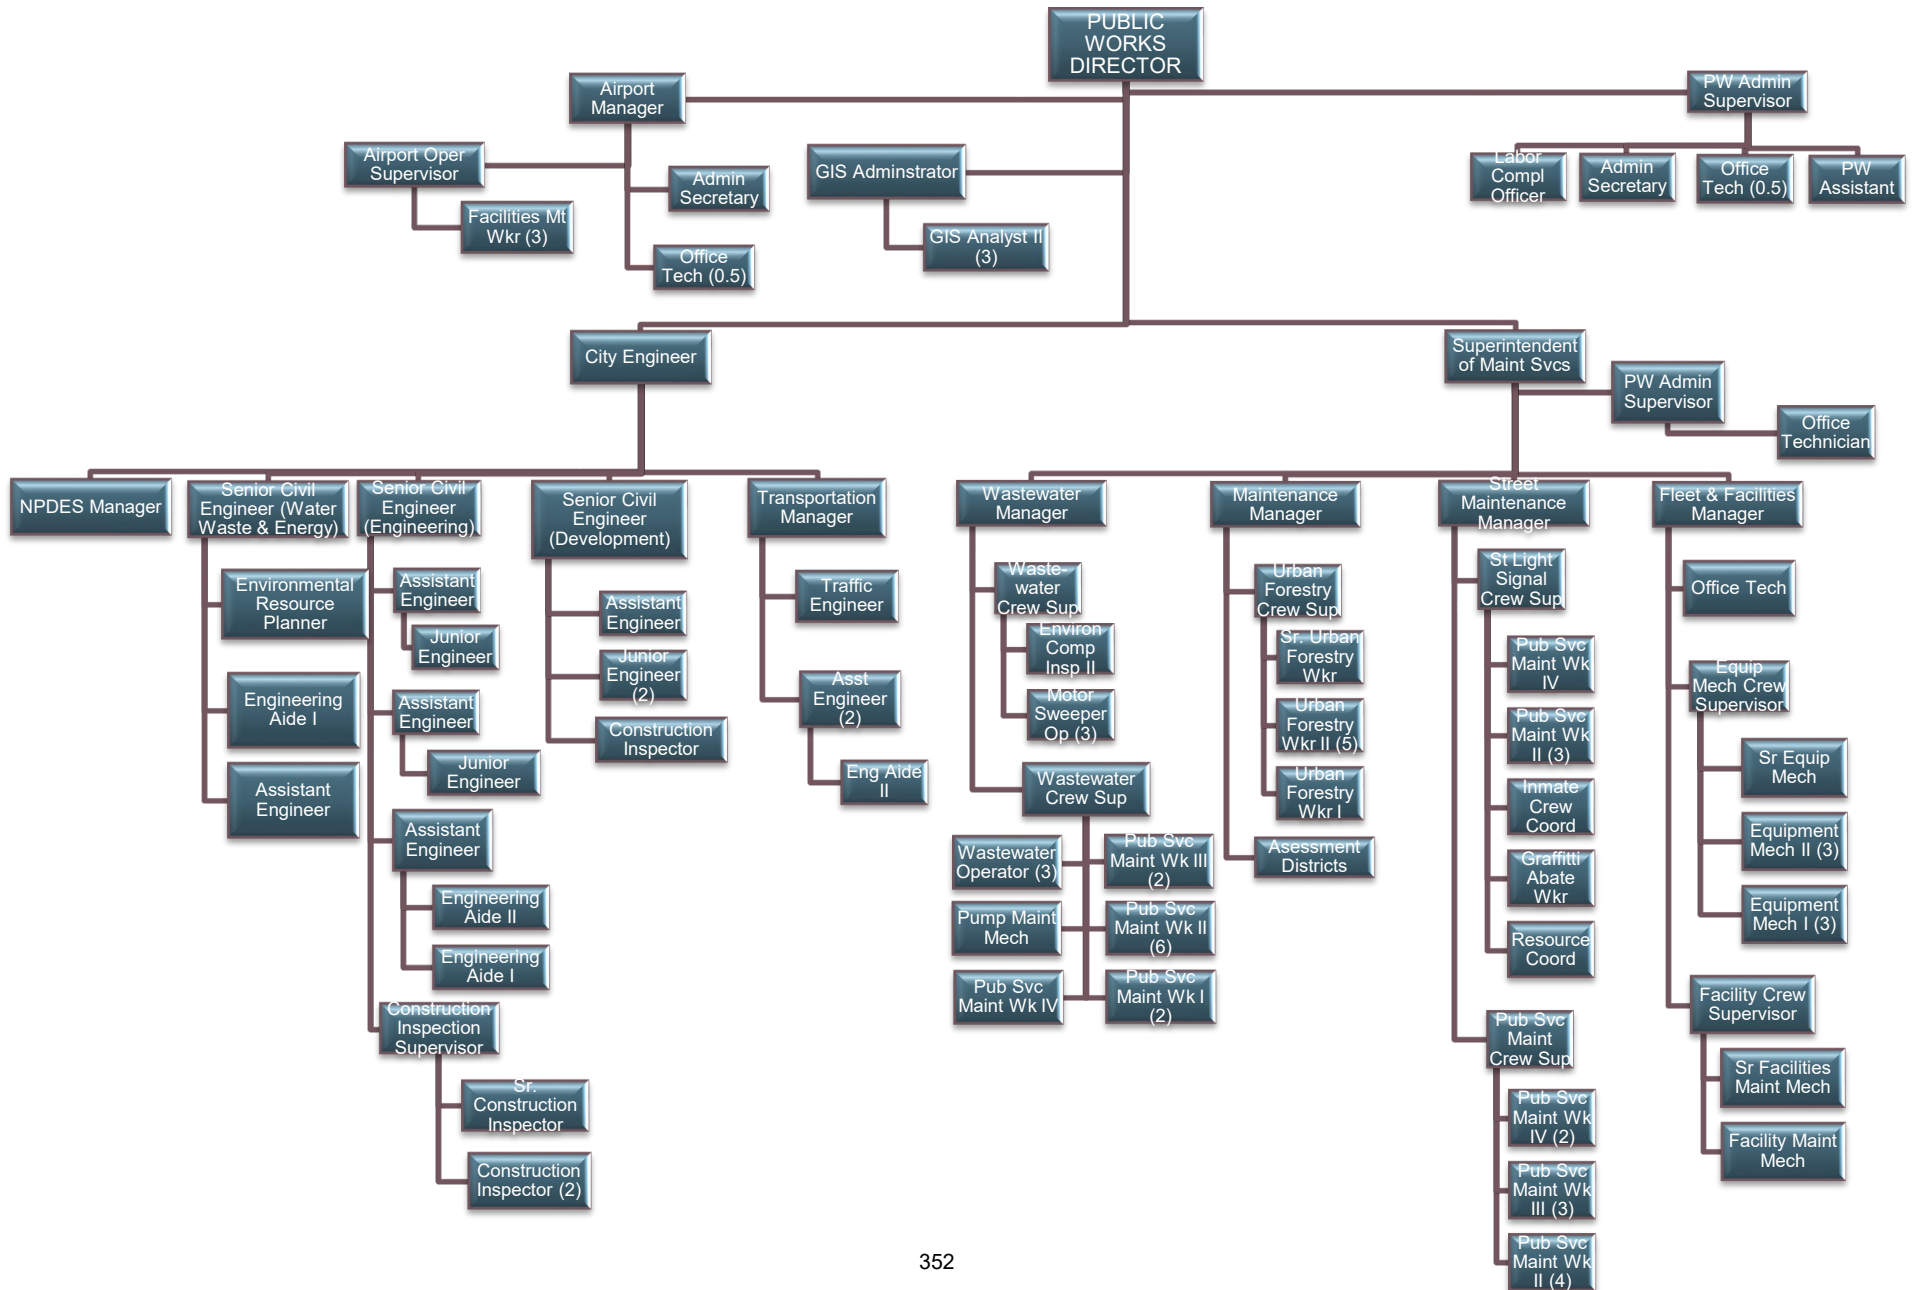 PUBLIC
WORKS
DIRECTOR
Airport
Manager
PW Admin
Supervisor
Airport Oper
Supervisor
Admin
Secretary
GIS Adminstrator
Labor
Compl
Officer
Admin
Secretary
Office
Tech (0.5)
PW
Assistant
Facilities Mt
Wkr (3)
Office
Tech (0.5)
GIS Analyst II
(3)
City Engineer
Superintendent
of Maint Svcs
PW Admin
Supervisor
Office
Technician
NPDES Manager
Senior Civil
Engineer (Water
Waste & Energy)
Environmental
Resource
Planner
Engineering
Aide I
Assistant
Engineer
Senior Civil
Engineer
(Engineering)
Assistant
Engineer
Junior
Engineer
Assistant
Engineer
Junior
Engineer
Assistant
Engineer
Engineering
Aide II
Engineering
Aide I
Construction
Inspection
Supervisor
Sr.
Construction
Inspector
Construction
Inspector (2)
Senior Civil
Engineer
(Development)
Assistant
Engineer
Junior
Engineer
(2)
Construction
Inspector
Transportation
Manager
Traffic
Engineer
Asst
Engineer
(2)
Eng Aide
II
Wastewater
Manager
Waste-
water
Crew Sup
Environ
Comp
Insp II
Motor
Sweeper
Op (3)
Wastewater
Crew Sup
Wastewater
Operator (3)
Pub Svc
Maint Wk III
(2)
Pump Maint
Mech
Pub Svc
Maint Wk II
(6)
Pub Svc
Maint Wk IV
Pub Svc
Maint Wk I
(2)
Maintenance
Manager
Urban
Forestry
Crew Sup
Sr. Urban
Forestry
Wkr
Urban
Forestry
Wkr II (5)
Urban
Forestry
Wkr I
Asessment
Districts
Street
Maintenance
Manager
St Light
Signal
Crew Sup
Pub Svc
Maint Wk
IV
Pub Svc
Maint Wk
II (3)
Inmate
Crew
Coord
Graffitti
Abate
Wkr
Resource
Coord
Pub Svc
Maint
Crew Sup
Pub Svc
Maint Wk
IV (2)
Pub Svc
Maint Wk
III (3)
Pub Svc
Maint Wk
II (4)
Fleet & Facilities
Manager
Office Tech
Equip
Mech Crew
Supervisor
Sr Equip
Mech
Equipment
Mech II (3)
Equipment
Mech I (3)
Facility Crew
Supervisor
Sr Facilities
Maint Mech
Facility Maint
Mech
352